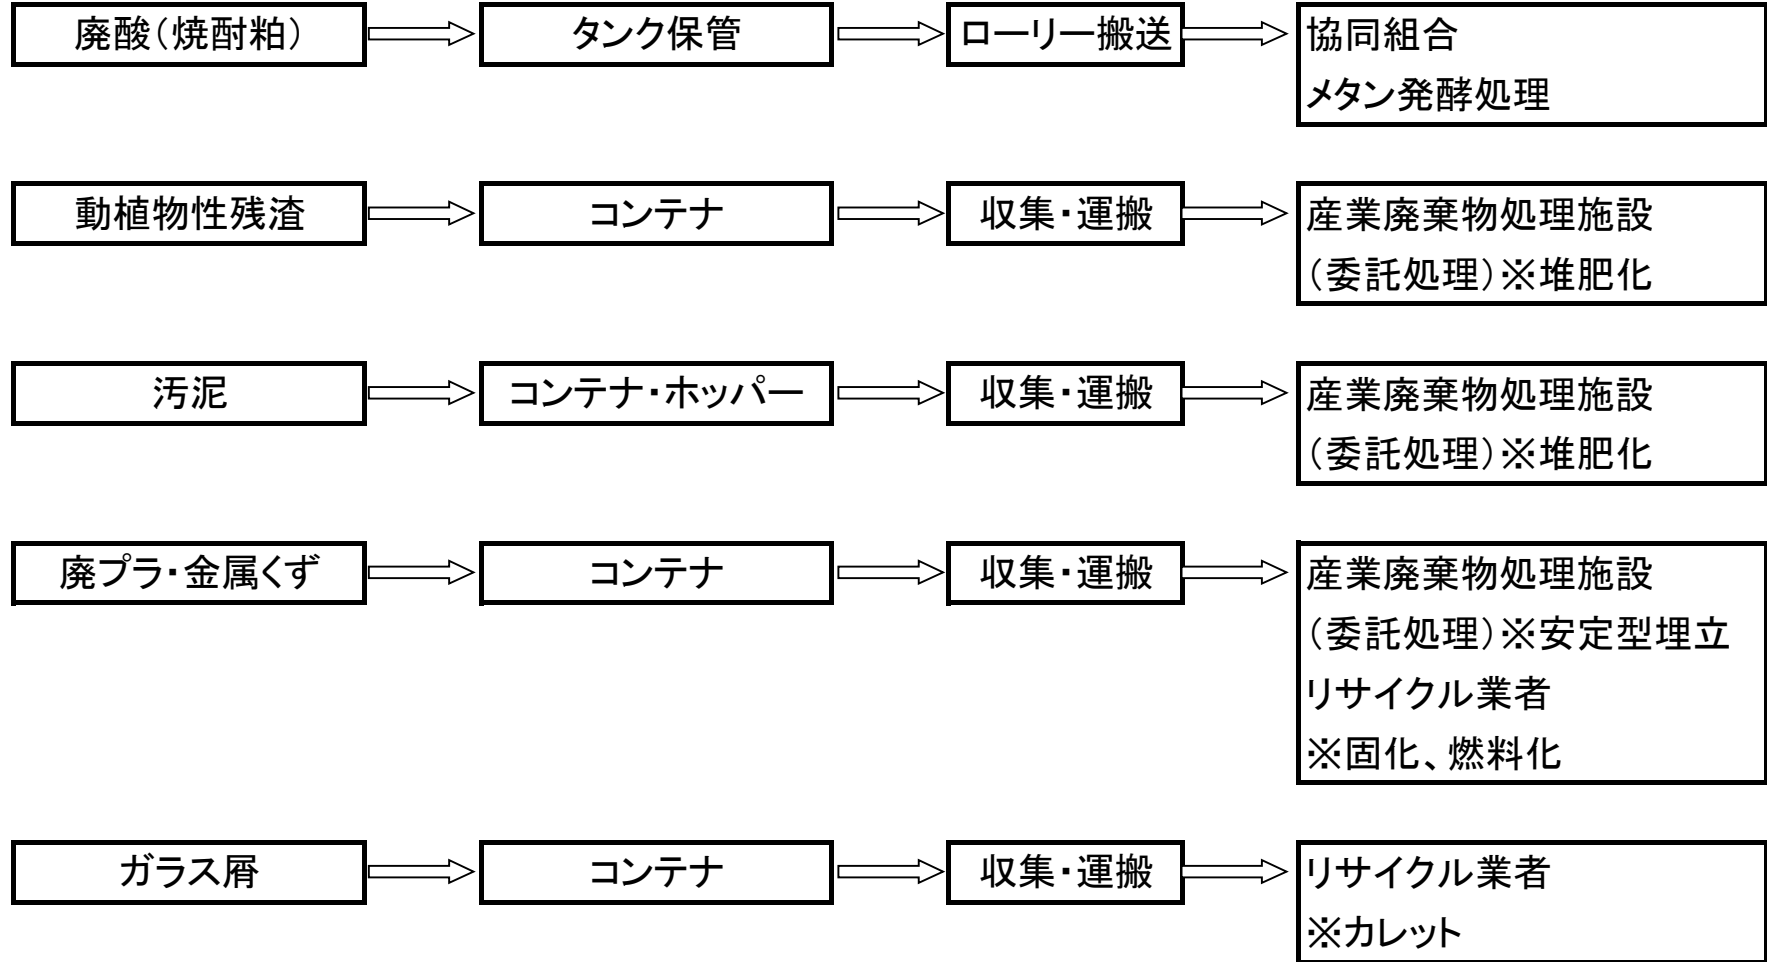 廃酸（焼酎粕）
タンク保管
ローリー搬送
協同組合
メタン発酵処理
動植物性残渣
コンテナ
収集・運搬
産業廃棄物処理施設
（委託処理）※堆肥化
汚泥
コンテナ・ホッパー
収集・運搬
産業廃棄物処理施設
（委託処理）※堆肥化
廃プラ・金属くず
コンテナ
収集・運搬
産業廃棄物処理施設
（委託処理）※安定型埋立
リサイクル業者
※固化、燃料化
ガラス屑
コンテナ
収集・運搬
リサイクル業者
※カレット